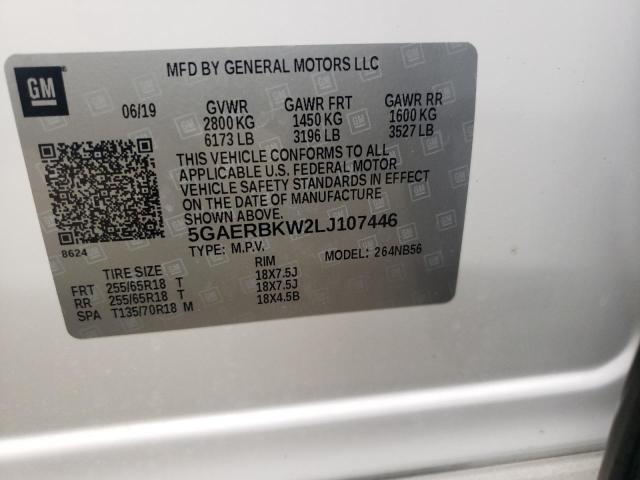 GM
MFD BY GENERAL MOTORS LLC
06/19 GVWR GAWR FRT GAWR RR
2800 KG 1450 KG 1600 KG
6173 LB 3196 LB 3527 LB
THIS VEHICLE CONFORMS TO ALL
APPLICABLE U.S. FEDERAL MOTOR
VEHICLE SAFETY STANDARDS IN EFFECT
ON THE DATE OF MANUFACTURE
SHOWN ABOVE.
8624 5GAERBKW2LJ107446
TYPE: M.P.V. MODEL: 264NB56
TIRE SIZE RIM
FRT 255/65R18 T 18X7.5J
RR 255/65R18 T 18X7.5J
SPA T135/70R18 M 18X4.5B